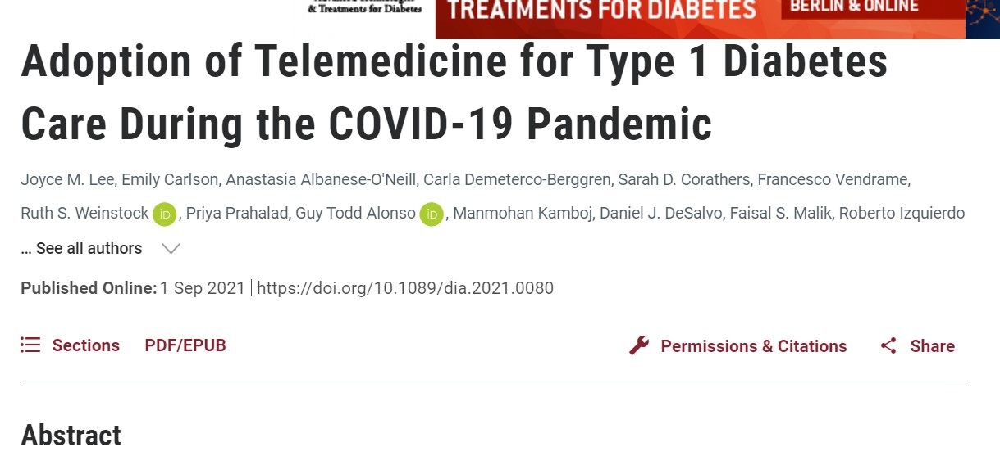 & Treatments for Diabetes
TREATMENTS FOR DIABETES
BERLIN & ONLINE
Adoption of Telemedicine for Type 1 Diabetes
Care During the COVID-19 Pandemic
Joyce M. Lee, Emily Carlson, Anastasia Albanese-O'Neill, Carla Demeterco-Berggren, Sarah D. Corathers, Francesco Vendrame,
Ruth S. Weinstock iD, Priya Prahalad, Guy Todd Alonso iD, Manmohan Kamboj, Daniel J. DeSalvo, Faisal S. Malik, Roberto Izquierdo
... See all authors
Published Online: 1 Sep 2021 | https://doi.org/10.1089/dia.2021.0080
Sections PDF/EPUB Permissions & Citations Share
Abstract